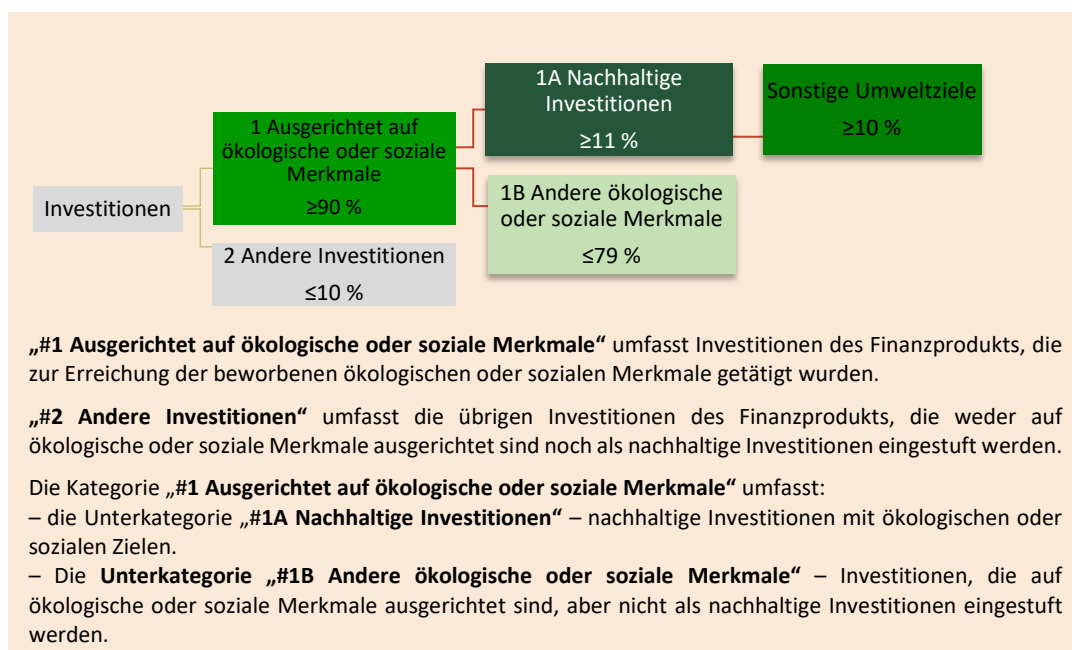 Investitionen
1 Ausgerichtet auf
ökologische oder soziale
Merkmale
≥90 %
2 Andere Investitionen
≤10 %
1A Nachhaltige
Investitionen
≥11 %
1B Andere ökologische
oder soziale Merkmale
≤79 %
Sonstige Umweltziele
≥10 %
„#1 Ausgerichtet auf ökologische oder soziale Merkmale“ umfasst Investitionen des Finanzprodukts, die
zur Erreichung der beworbenen ökologischen oder sozialen Merkmale getätigt wurden.
„#2 Andere Investitionen“ umfasst die übrigen Investitionen des Finanzprodukts, die weder auf
ökologische oder soziale Merkmale ausgerichtet sind noch als nachhaltige Investitionen eingestuft werden.
Die Kategorie „#1 Ausgerichtet auf ökologische oder soziale Merkmale“ umfasst:
– die Unterkategorie „#1A Nachhaltige Investitionen“ – nachhaltige Investitionen mit ökologischen oder
sozialen Zielen.
– Die Unterkategorie „#1B Andere ökologische oder soziale Merkmale“ – Investitionen, die auf
ökologische oder soziale Merkmale ausgerichtet sind, aber nicht als nachhaltige Investitionen eingestuft
werden.